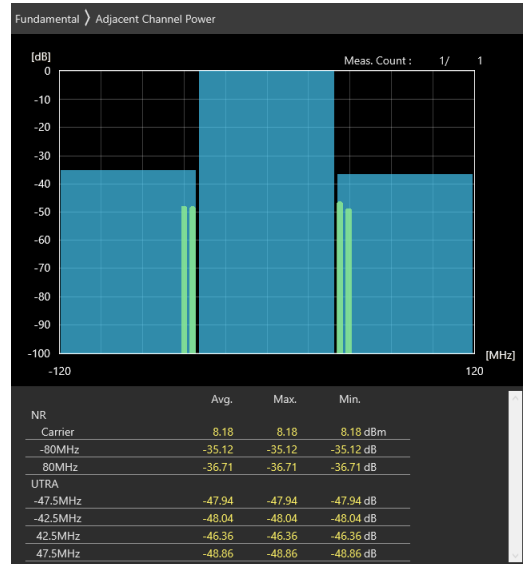 Fundamental 〉 Adjacent Channel Power
[dB]
Meas. Count : 1/ 1
0
-10
-20
-30
-40
-50
-60
-70
-80
-90
-100
[MHz]
-120 120
Avg. Max. Min.
NR
Carrier 8.18 8.18 8.18 dBm
-80MHz -35.12 -35.12 -35.12 dB
80MHz -36.71 -36.71 -36.71 dB
UTRA
-47.5MHz -47.94 -47.94 -47.94 dB
-42.5MHz -48.04 -48.04 -48.04 dB
42.5MHz -46.36 -46.36 -46.36 dB
47.5MHz -48.86 -48.86 -48.86 dB